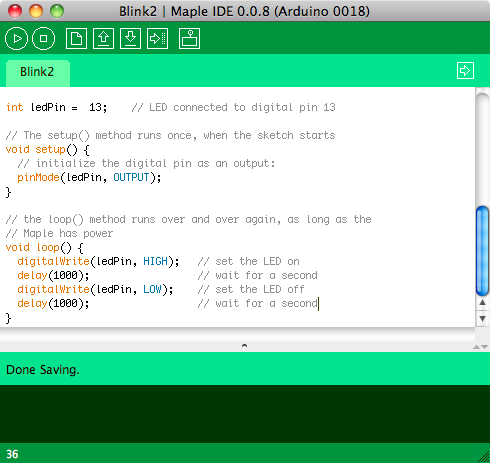 Blink2 | Maple IDE 0.0.8 (Arduino 0018)
Blink2
int ledPin =  13;    // LED connected to digital pin 13
// The setup() method runs once, when the sketch starts
void setup() {
  // initialize the digital pin as an output:
  pinMode(ledPin, OUTPUT);
}
// the loop() method runs over and over again, as long as the
// Maple has power
void loop() {
  digitalWrite(ledPin, HIGH);   // set the LED on
  delay(1000);                  // wait for a second
  digitalWrite(ledPin, LOW);    // set the LED off
  delay(1000);                  // wait for a second
}
Done Saving.
36